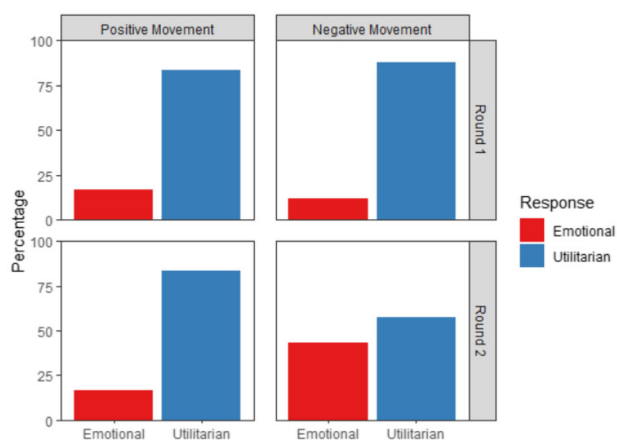 Positive Movement
Negative Movement
100
75
50
25
0
Round 1
Percentage
100
75
50
25
0
Round 2
Emotional
Utilitarian
Emotional
Utilitarian
Response
Emotional
Utilitarian